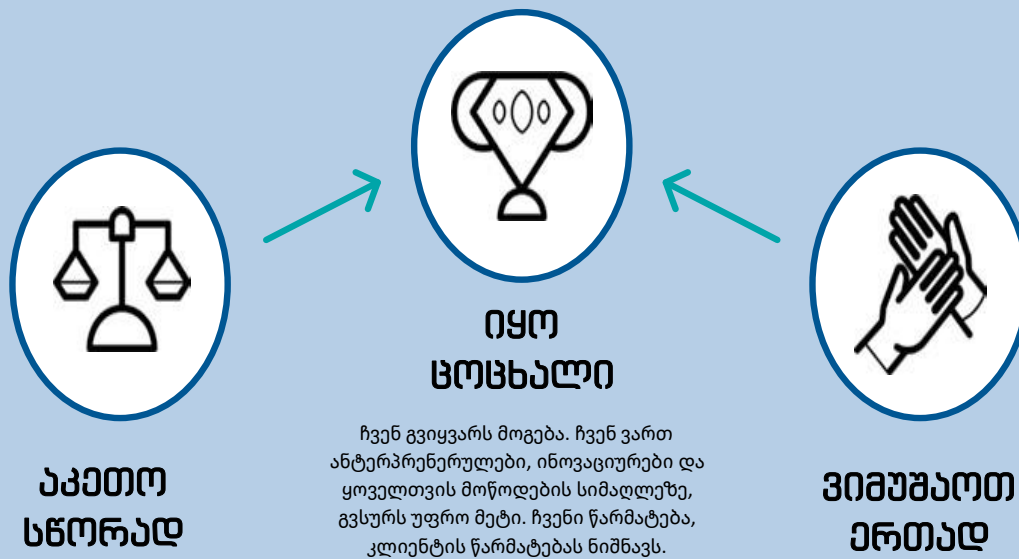 იყო
ცოცხალი
ჩვენ გვიყვარს მოგება. ჩვენ ვართ
ანტერპრენერულები, ინოვაციურები და
ყოველთვის მოწოდების სიმაღლეზე,
გვსურს უფრო მეტი. ჩვენი წარმატება,
კლიენტის წარმატებას ნიშნავს.
აკეთო
სწორად
ვიმუშაოთ
ერთად